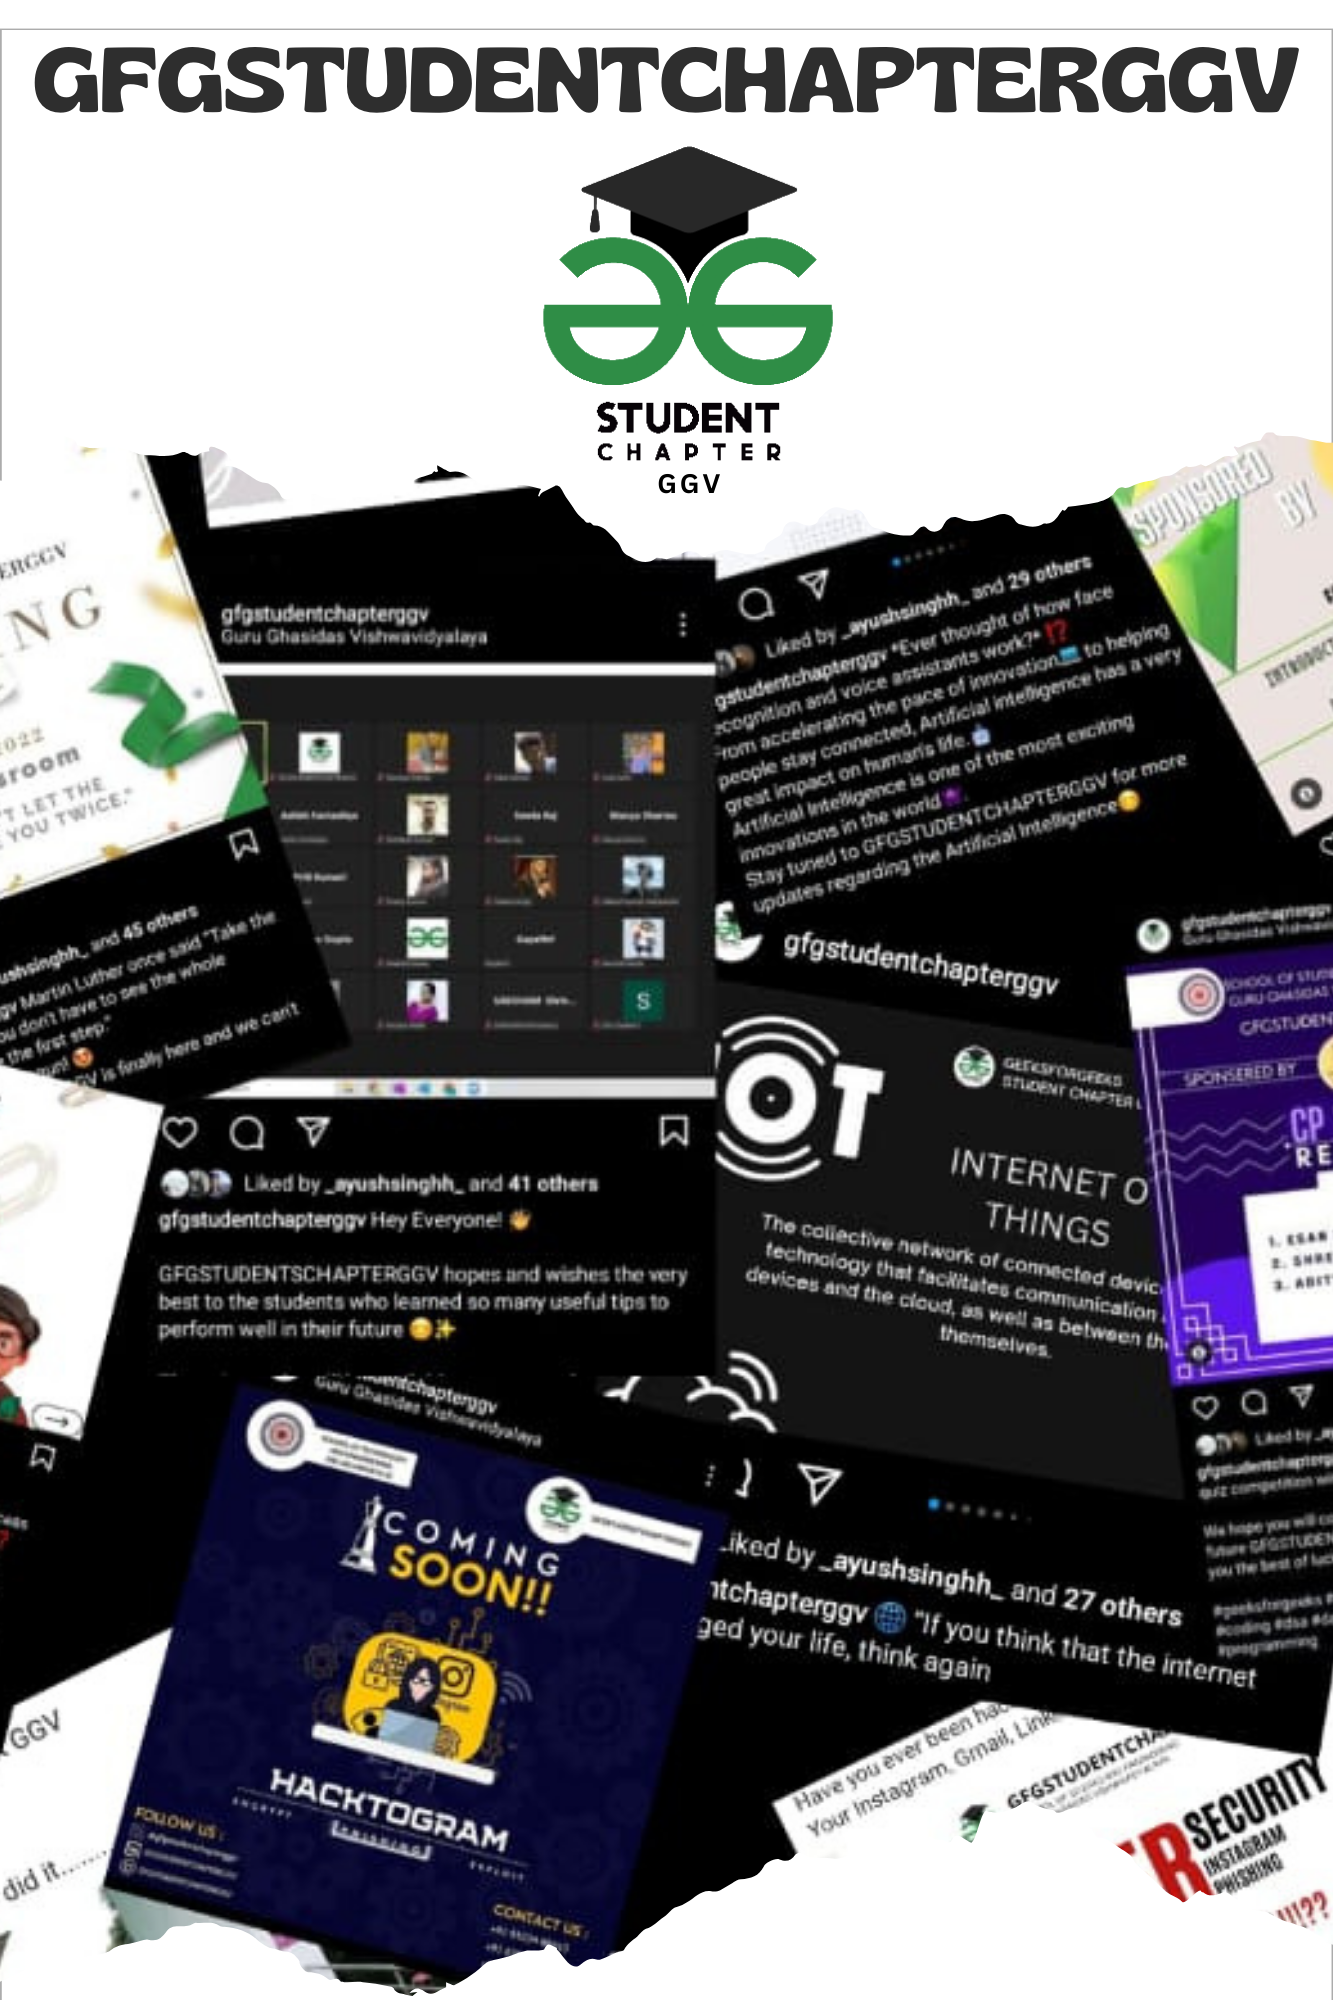 GFGSTUDENTCHAPTERGGV
STUDENT
CHAPTER
GGV
SPONSORED
BY
ERGGV
NG
2022
sroom
'T LET THE
YOU TWICE."
ushsinghh_ and 45 others
gv Martin Luther once said "Take the
ou don't have to see the whole
the first step."
GV is finally here and we can't
gfgstudentchapterggv
Guru Ghasidas Vishwavidyalaya
S
Liked by _ayushsinghh_ and 41 others
gfgstudentchapterggv Hey Everyone! 👋
GFGSTUDENTSCHAPTERGGV hopes and wishes the very
best to the students who learned so many useful tips to
perform well in their future 😊✨
Liked by _ayushsinghh_ and 29 others
gstudentchapterggv *Ever thought of how face
ecognition and voice assistants work?* ⁉️
From accelerating the pace of innovation💻 to helping
people stay connected, Artificial intelligence has a very
great impact on human's life.
Artificial Intelligence is one of the most exciting
innovations in the world
Stay tuned to GFGSTUDENTCHAPTERGGV for more
updates regarding the Artificial Intelligence😊
gfgstudentchapterggv
OT
GEEKSFORGEEKS
STUDENT CHAPTER
INTERNET O
THINGS
The collective network of connected devic
technology that facilitates communication
devices and the cloud, as well as between th
themselves.
gfgstudentchapterggv
Guru Ghasidas Vishwa
SCHOOL OF STUD
GURU GHASIDAS
GFGSTUDEN
SPONSERED BY
CP
RE
1.
2. SHRE
3.
Liked by
gfgstudentchapterg
quiz competition wi
We hope you will co
future GFGSTUDEN
you the best of luc
#geeksforgeeks
#coding #dsa
#programming
entchapterggv
Guru Ghasidas Vishwavidyalaya
COMING
SOON!!
HACKTOGRAM
ENCRYPT
PHISHING
EXPLOIT
FOLLOW US :
CONTACT US :
Liked by _ayushsinghh_ and 27 others
ntchapterggv 🌐 "If you think that the internet
ged your life, think again
GGV
did it........
Have you ever been hac
Your Instagram, Gmail, Link
GFGSTUDENTCHA
R SECURITY
INSTAGRAM
PHISHING
!!??